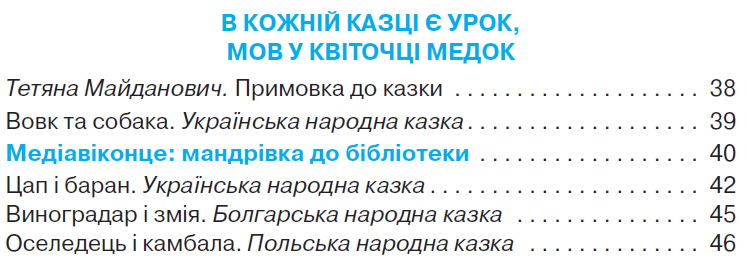 В КОЖНІЙ КАЗЦІ Є УРОК,
МОВ У КВІТОЧЦІ МЕДОК
Тетяна Майданович. Примовка до казки . . . . . . . . . . . . . . . . . . . . 38
Вовк та собака. Українська народна казка . . . . . . . . . . . . . . . . . . . 39
Медіавіконце: мандрівка до бібліотеки . . . . . . . . . . . . . . . . . . 40
Цап і баран. Українська народна казка . . . . . . . . . . . . . . . . . . . . . . 42
Виноградар і змія. Болгарська народна казка . . . . . . . . . . . . . . . 45
Оселедець і камбала. Польська народна казка . . . . . . . . . . . . . . 46